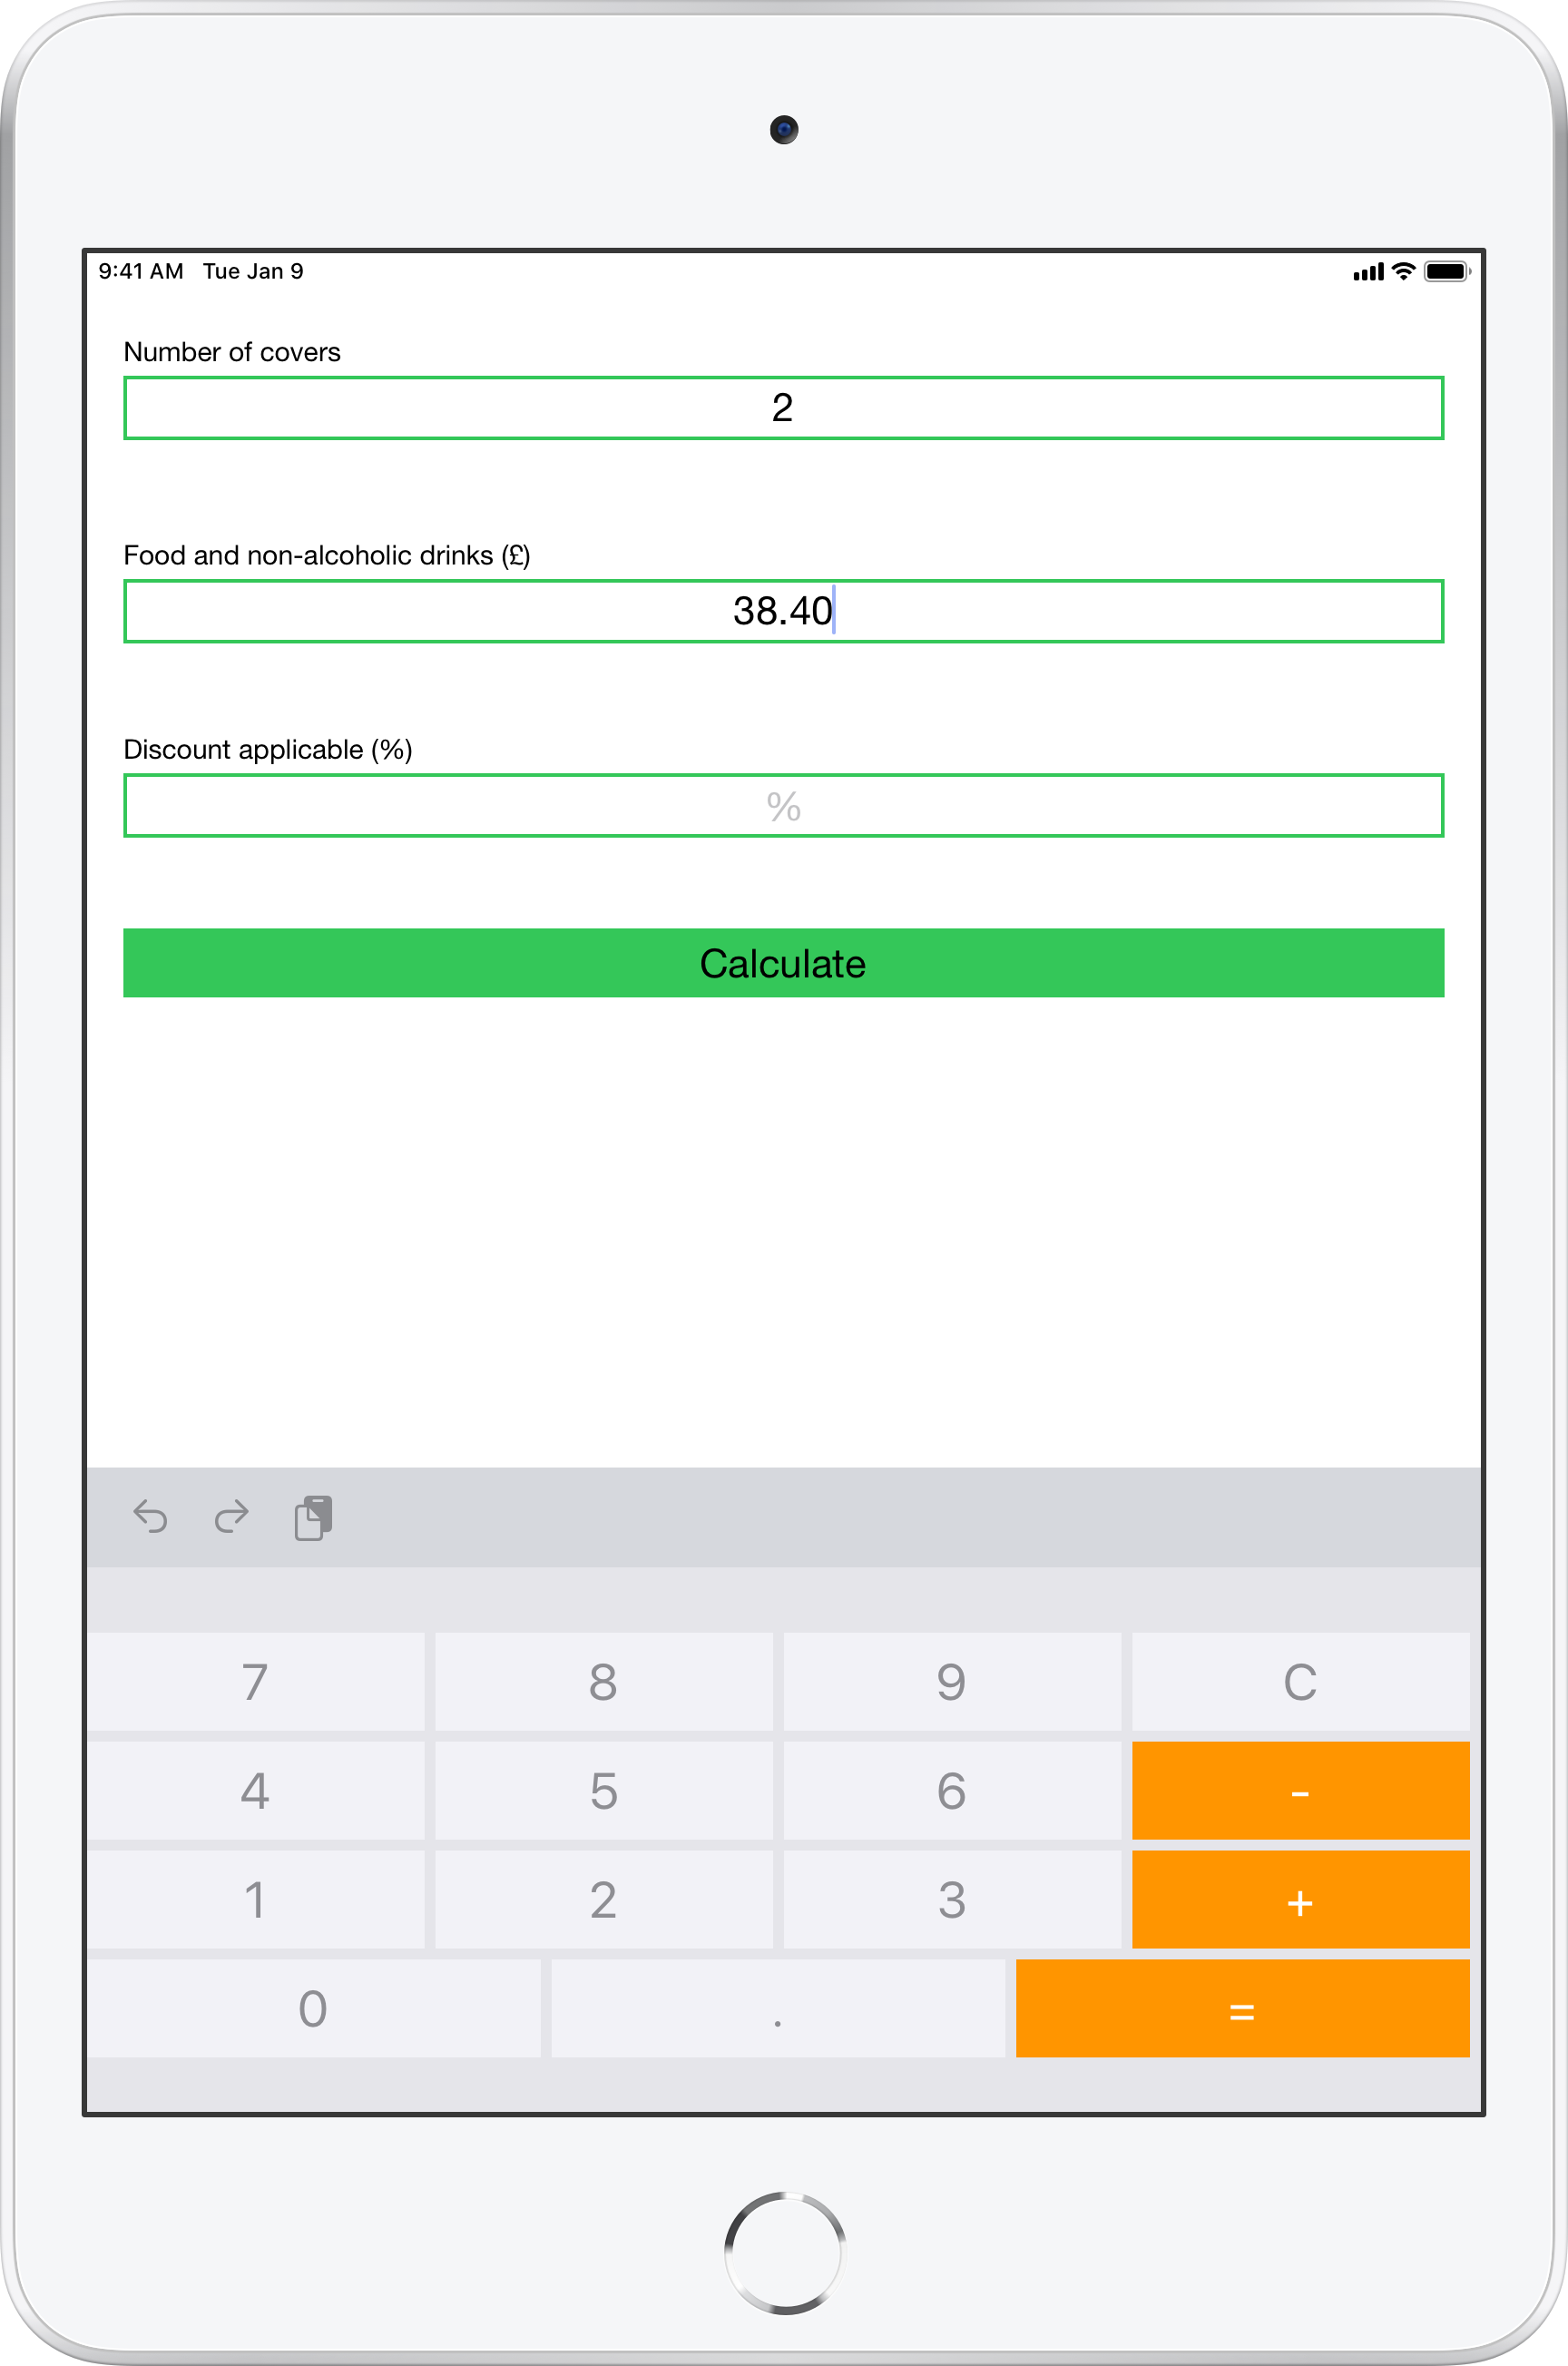 9:41 AM Tue Jan 9
Number of covers
2
Food and non-alcoholic drinks (£)
38.40
Discount applicable (%)
%
Calculate
7 8 9 C
4 5 6 -
1 2 3 +
0 . =